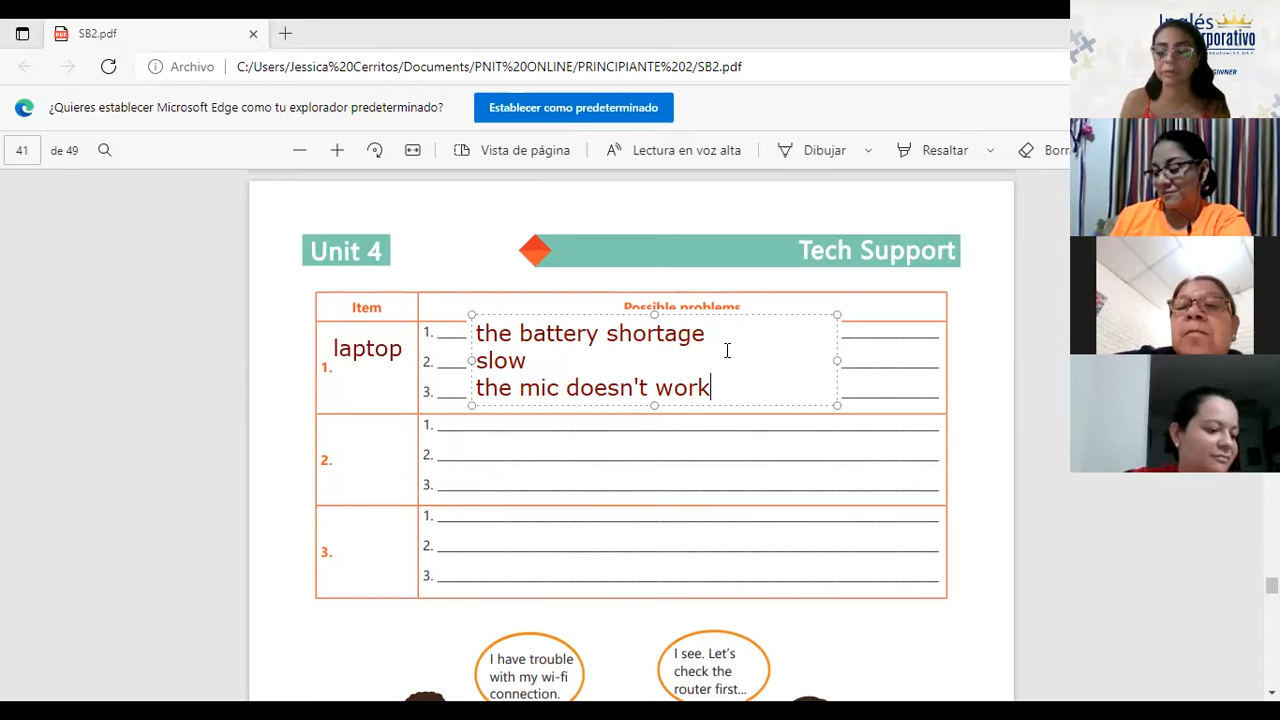 SB2.pdf
Archivo
C:/Users/Jessica%20Cerritos/Documents/PNIT%20ONLINE/PRINCIPIANTE%202/SB2.pdf
¿Quieres establecer Microsoft Edge como tu explorador predeterminado?
Establecer como predeterminado
41
de 49
Vista de página
Lectura en voz alta
Dibujar
Resaltar
Unit 4
Tech Support
Item
Possible problems
1.
laptop
1.
the battery shortage
2.
slow
3.
the mic doesn't work
2.
1.
2.
3.
3.
1.
2.
3.
I have trouble
with my wi-fi
connection.
I see. Let's
check the
router first...
Inglés